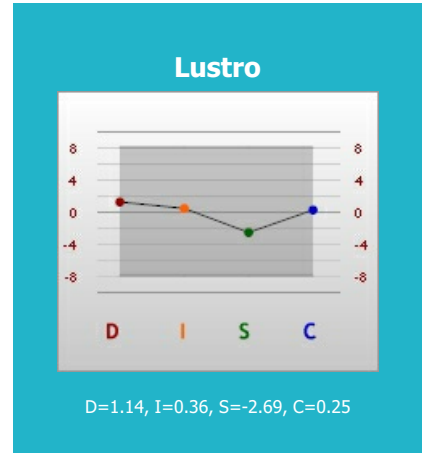 Lustro
8 8
4 4
0 0
-4 -4
-8 -8
D I S C
D=1.14, I=0.36, S=-2.69, C=0.25